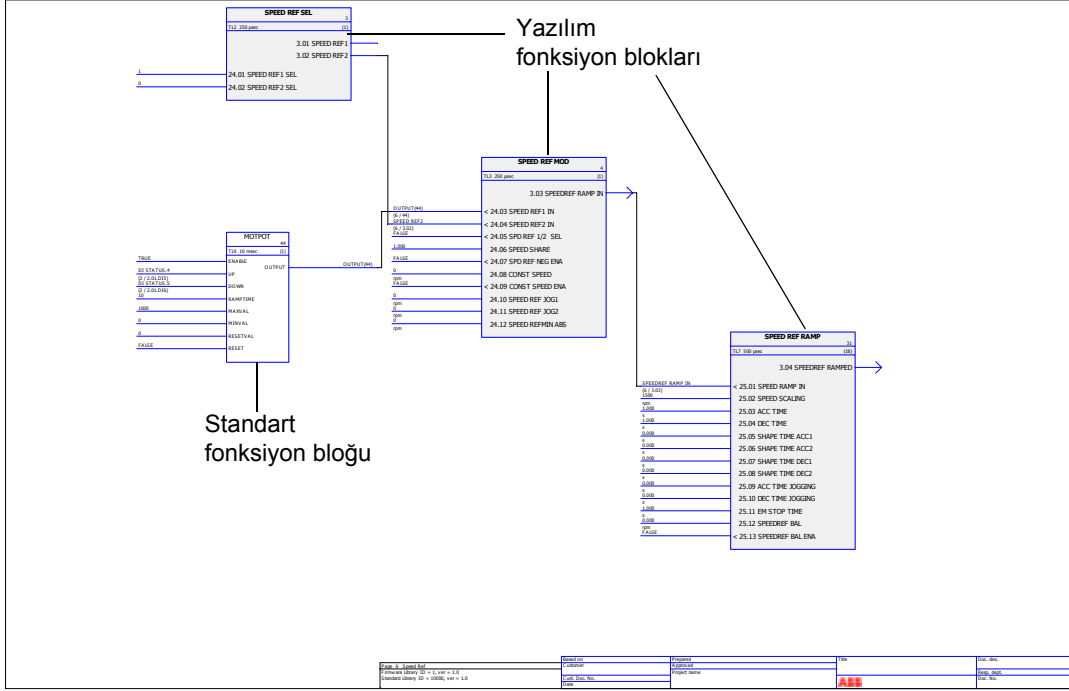 SPEED REF SEL
3
TL2 250 µsec
(1)
3.01 SPEED REF1
3.02 SPEED REF2
1
24.01 SPEED REF1 SEL
0
24.02 SPEED REF2 SEL
Yazılım
fonksiyon blokları
SPEED REF MOD
4
TL3 250 µsec
(1)
3.03 SPEEDREF RAMP IN
OUTPUT(44)
(6 / 44)
< 24.03 SPEED REF1 IN
SPEED REF2
(6 / 3.02)
< 24.04 SPEED REF2 IN
FALSE
< 24.05 SPD REF 1/2 SEL
1.000
24.06 SPEED SHARE
FALSE
< 24.07 SPD REF NEG ENA
0
rpm
24.08 CONST SPEED
FALSE
< 24.09 CONST SPEED ENA
0
rpm
24.10 SPEED REF JOG1
0
rpm
24.11 SPEED REF JOG2
0
rpm
24.12 SPEED REFMIN ABS
MOTPOT
44
(1)
OUTPUT
OUTPUT(44)
TRUE
ENABLE
DI STATUS.4
(2 / 2.01.DI5)
UP
DI STATUS.5
(2 / 2.01.DI6)
DOWN
10
RAMPTIME
1000
MAXVAL
0
MINVAL
0
RESETVAL
FALSE
RESET
Standart
fonksiyon bloğu
SPEED REF RAMP
31
TL7 500 µsec
(18)
3.04 SPEEDREF RAMPED
SPEEDREF RAMP IN
(6 / 3.03)
< 25.01 SPEED RAMP IN
1500
rpm
25.02 SPEED SCALING
1.000
s
25.03 ACC TIME
1.000
s
25.04 DEC TIME
0.000
s
25.05 SHAPE TIME ACC1
0.000
s
25.06 SHAPE TIME ACC2
0.000
s
25.07 SHAPE TIME DEC1
0.000
s
25.08 SHAPE TIME DEC2
0.000
s
25.09 ACC TIME JOGGING
0.000
s
25.10 DEC TIME JOGGING
1.000
s
25.11 EM STOP TIME
0.000
rpm
25.12 SPEEDREF BAL
FALSE
< 25.13 SPEEDREF BAL ENA
Page 6 Speed Ref
Firmware Library ID = 1, ver = 1.0
Standard Library ID = 10000, ver = 1.0
Based on
Customer
Cust. Doc. No.
Date
Prepared
Approved
Project name
Title
ABB
Doc. des.
Resp. dept.
Doc. No.